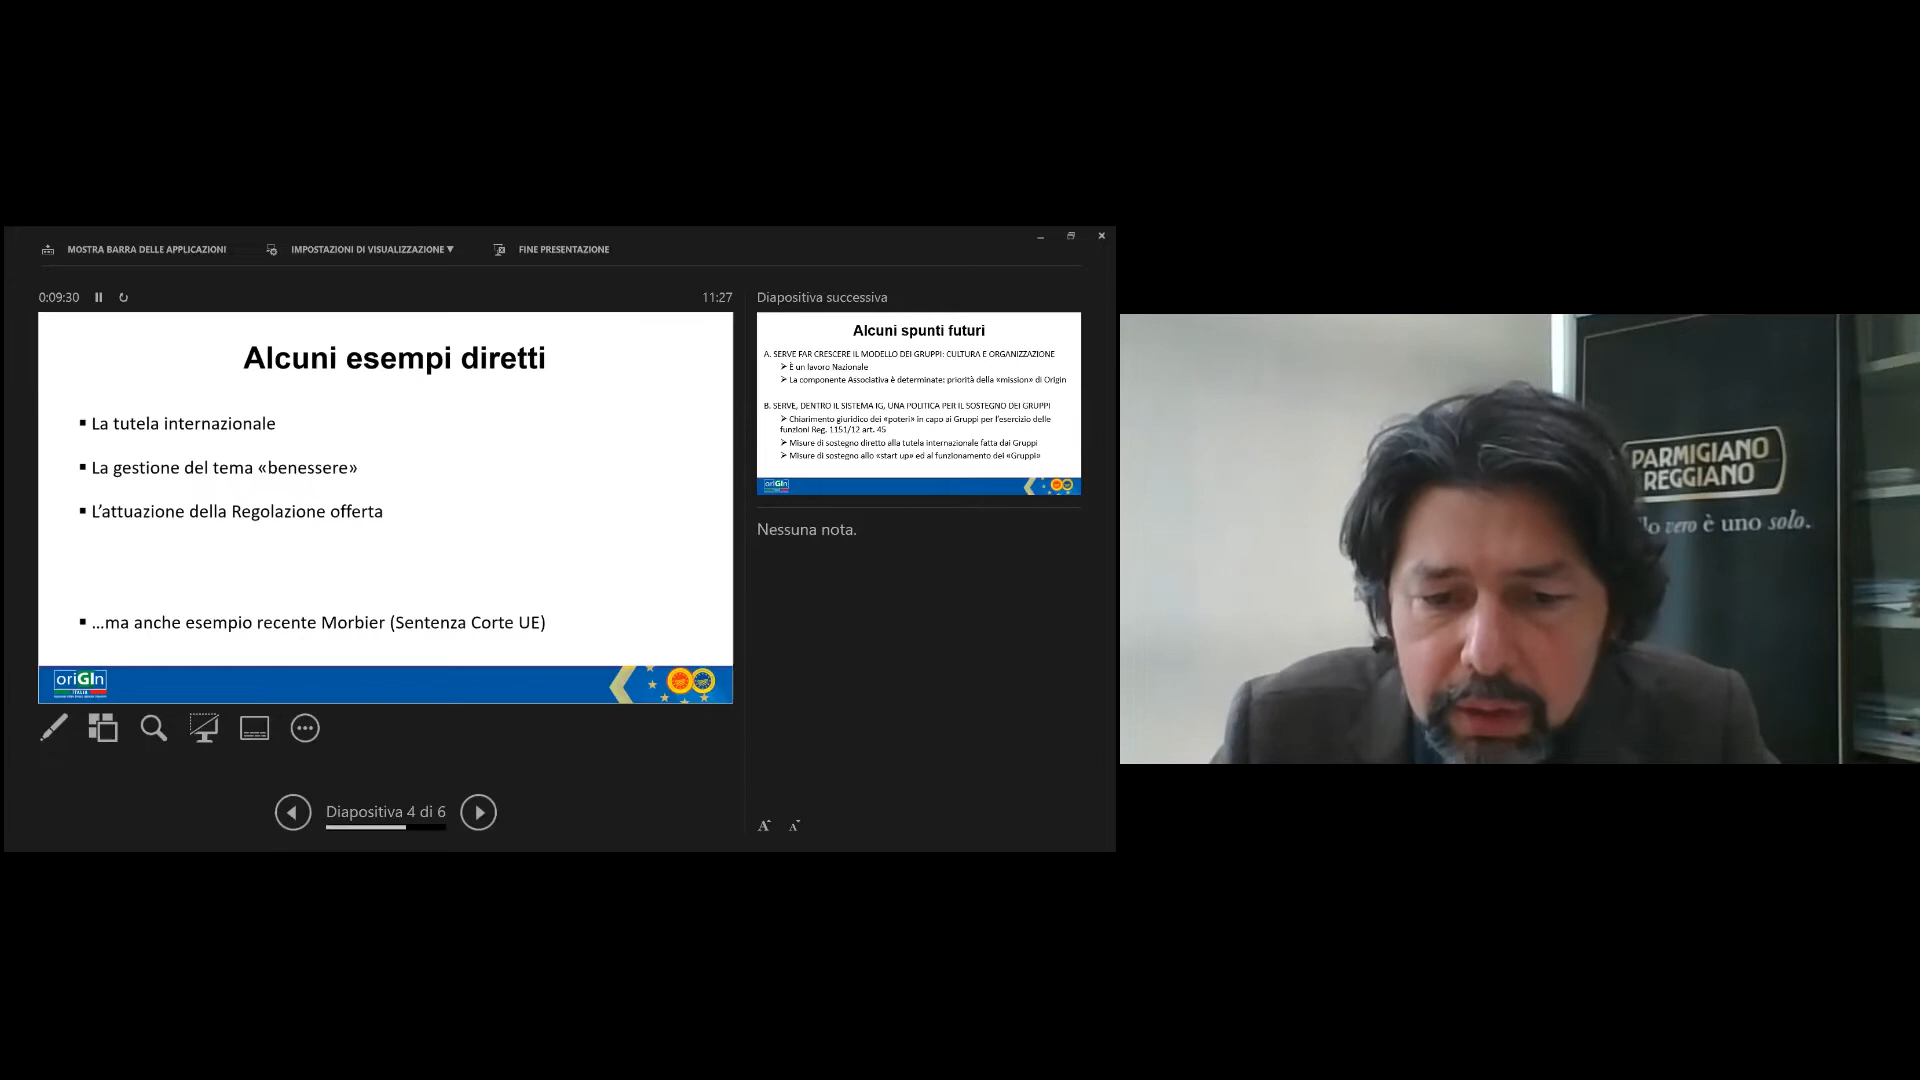 MOSTRA BARRA DELLE APPLICAZIONI
IMPOSTAZIONI DI VISUALIZZAZIONE ▼
FINE PRESENTAZIONE
0:09:30
11:27
Alcuni esempi diretti
▪ La tutela internazionale
▪ La gestione del tema «benessere»
▪ L’attuazione della Regolazione offerta
▪ …ma anche esempio recente Morbier (Sentenza Corte UE)
oriGIn
ITALIA
Diapositiva 4 di 6
Diapositiva successiva
Alcuni spunti futuri
A. SERVE FAR CRESCERE IL MODELLO DEI GRUPPI: CULTURA E ORGANIZZAZIONE
➢ È un lavoro Nazionale
➢ La componente Associativa è determinate: priorità della «mission» di Origin
B. SERVE, DENTRO IL SISTEMA IG, UNA POLITICA PER IL SOSTEGNO DEI GRUPPI
➢ Chiarimento giuridico dei «poteri» in capo ai Gruppi per l’esercizio delle
funzioni Reg. 1151/12 art. 45
➢ Misure di sostegno diretto alla tutela internazionale fatta dai Gruppi
➢ Misure di sostegno allo «start up» ed al funzionamento dei «Gruppi»
oriGIn
Nessuna nota.
A A
PARMIGIANO
REGGIANO
vero è uno solo.